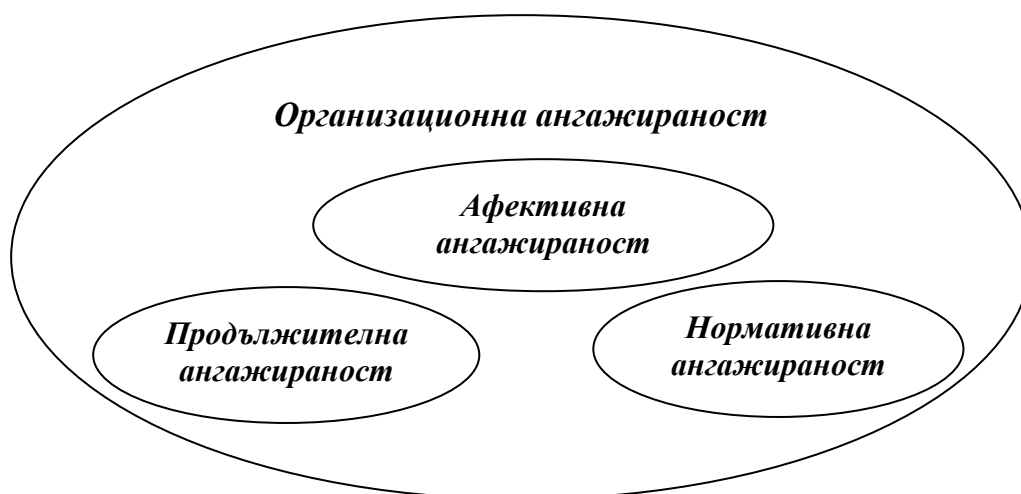 Организационна ангажираност
Афективна
ангажираност
Продължителна
ангажираност
Нормативна
ангажираност